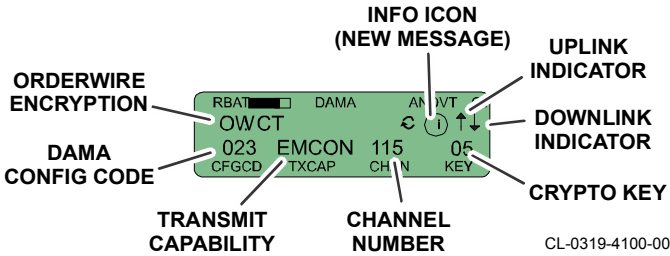 INFO ICON
(NEW MESSAGE)
UPLINK
INDICATOR
ORDERWIRE
ENCRYPTION
RBAT DAMA ANDVT
OWCT
DOWNLINK
INDICATOR
DAMA
CONFIG CODE
023 EMCON 115 05
CFGCD TXCAP KEY
CRYPTO KEY
TRANSMIT
CAPABILITY
CHANNEL
NUMBER
CL-0319-4100-00